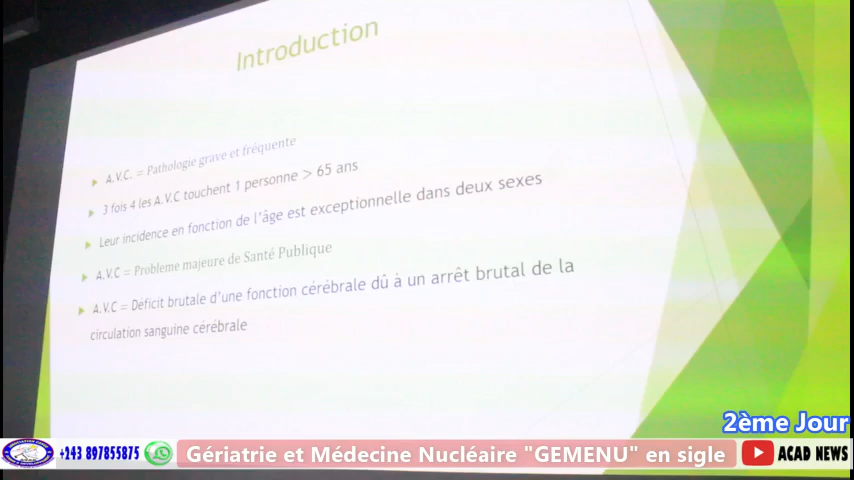 Introduction
A.V.C. = Pathologie grave et fréquente
3 fois 4 les A.V.C touchent 1 personne > 65 ans
Leur incidence en fonction de l'âge est exceptionnelle dans deux sexes
A.V.C = Probleme majeure de Santé Publique
A.V.C = Déficit brutale d'une fonction cérébrale dû à un arrêt brutal de la
circulation sanguine cérébrale
2ème Jour
+243 897855875
Gériatrie et Médecine Nucléaire "GEMENU" en sigle
ACAD NEWS